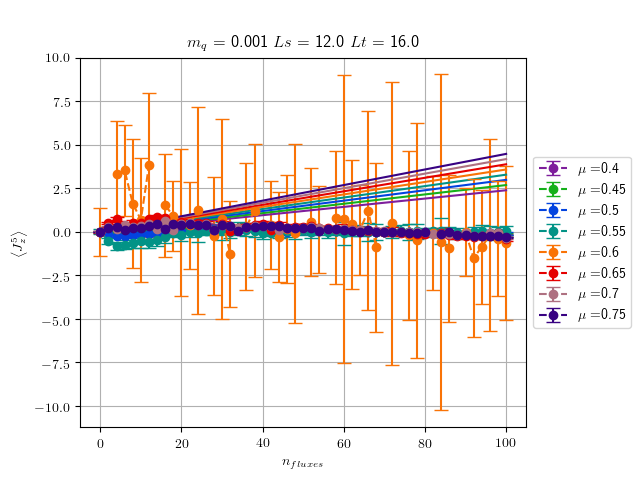 m_q = 0.001 Ls = 12.0 Lt = 16.0
10.0
7.5
5.0
2.5
0.0
−2.5
−5.0
−7.5
−10.0
⟨J_z^5⟩
0 20 40 60 80 100
n_fluxes
μ =0.4
μ =0.45
μ =0.5
μ =0.55
μ =0.6
μ =0.65
μ =0.7
μ =0.75